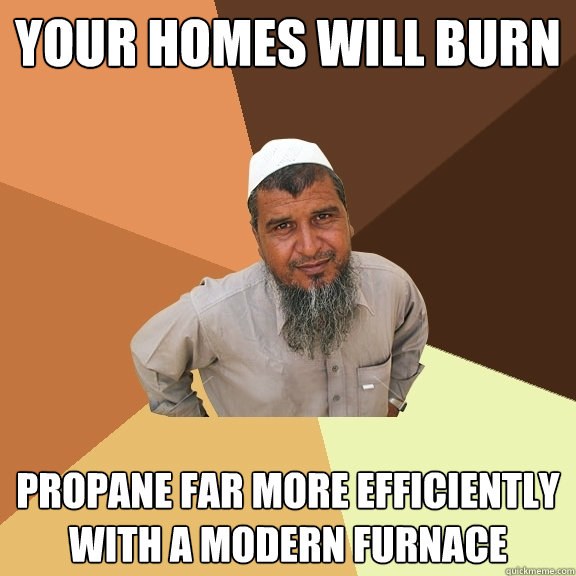 YOUR HOMES WILL BURN
PROPANE FAR MORE EFFICIENTLY
WITH A MODERN FURNACE
quickmeme.com